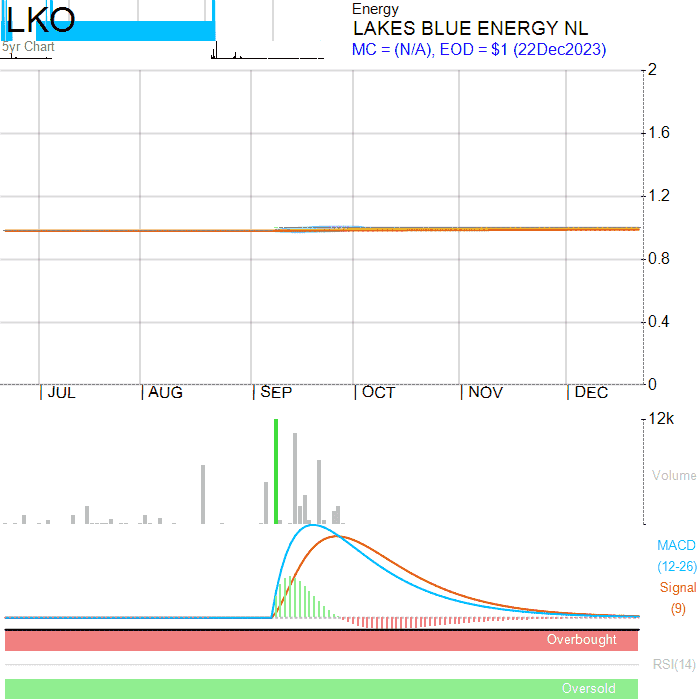 LKO
5yr Chart
Energy
LAKES BLUE ENERGY NL
MC = (N/A), EOD = $1 (22Dec2023)
2
1.6
1.2
0.8
0.4
0
JUL AUG SEP OCT NOV DEC
12k
Volume
MACD
(12-26)
Signal
(9)
Overbought
RSI(14)
Oversold